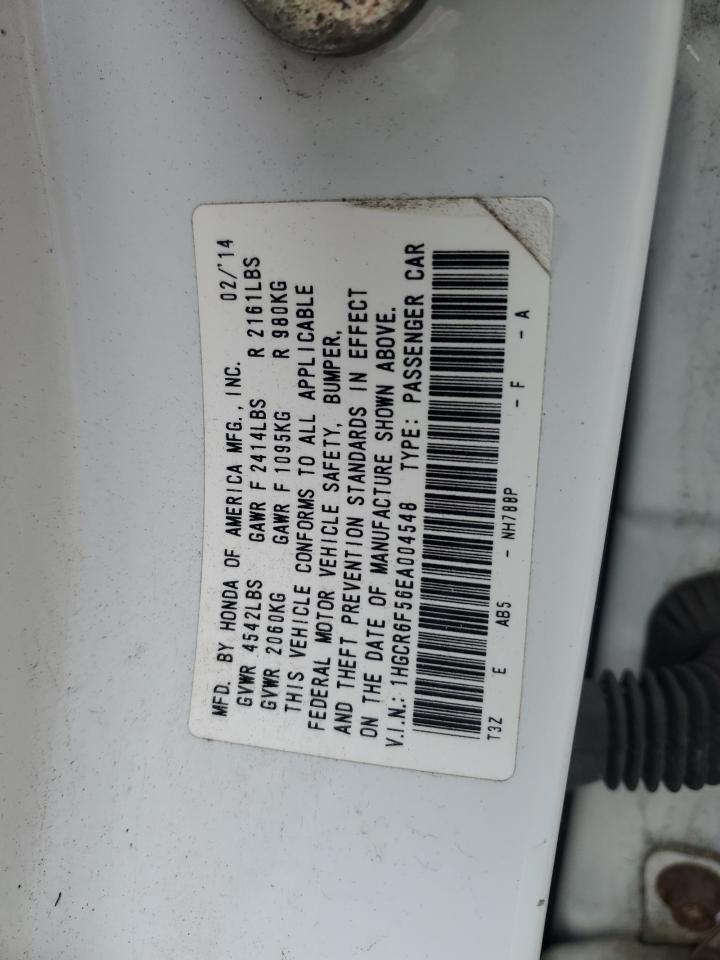 MFD. BY HONDA OF AMERICA MFG., INC. 02/'14
GVWR 4542LBS GAWR F 2414LBS R 2161LBS
GVWR 2060KG GAWR F 1095KG R 980KG
THIS VEHICLE CONFORMS TO ALL APPLICABLE
FEDERAL MOTOR VEHICLE SAFETY, BUMPER,
AND THEFT PREVENTION STANDARDS IN EFFECT
ON THE DATE OF MANUFACTURE SHOWN ABOVE.
V.I.N.: 1HGCR6F56EA004548 TYPE: PASSENGER CAR
T3Z E AB5 - NH788P - F - A